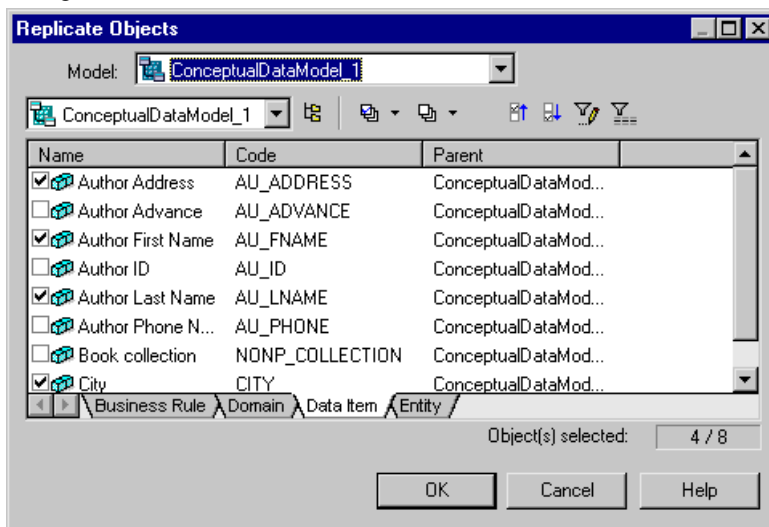 Replicate Objects
Model: ConceptualDataModel_1
ConceptualDataModel_1
Name Code Parent
Author Address AU_ADDRESS ConceptualDataMod...
Author Advance AU_ADVANCE ConceptualDataMod...
Author First Name AU_FNAME ConceptualDataMod...
Author ID AU_ID ConceptualDataMod...
Author Last Name AU_LNAME ConceptualDataMod...
Author Phone N... AU_PHONE ConceptualDataMod...
Book collection NONP_COLLECTION ConceptualDataMod...
City CITY ConceptualDataMod...
Business Rule Domain Data Item Entity
Object(s) selected: 4 / 8
OK Cancel Help